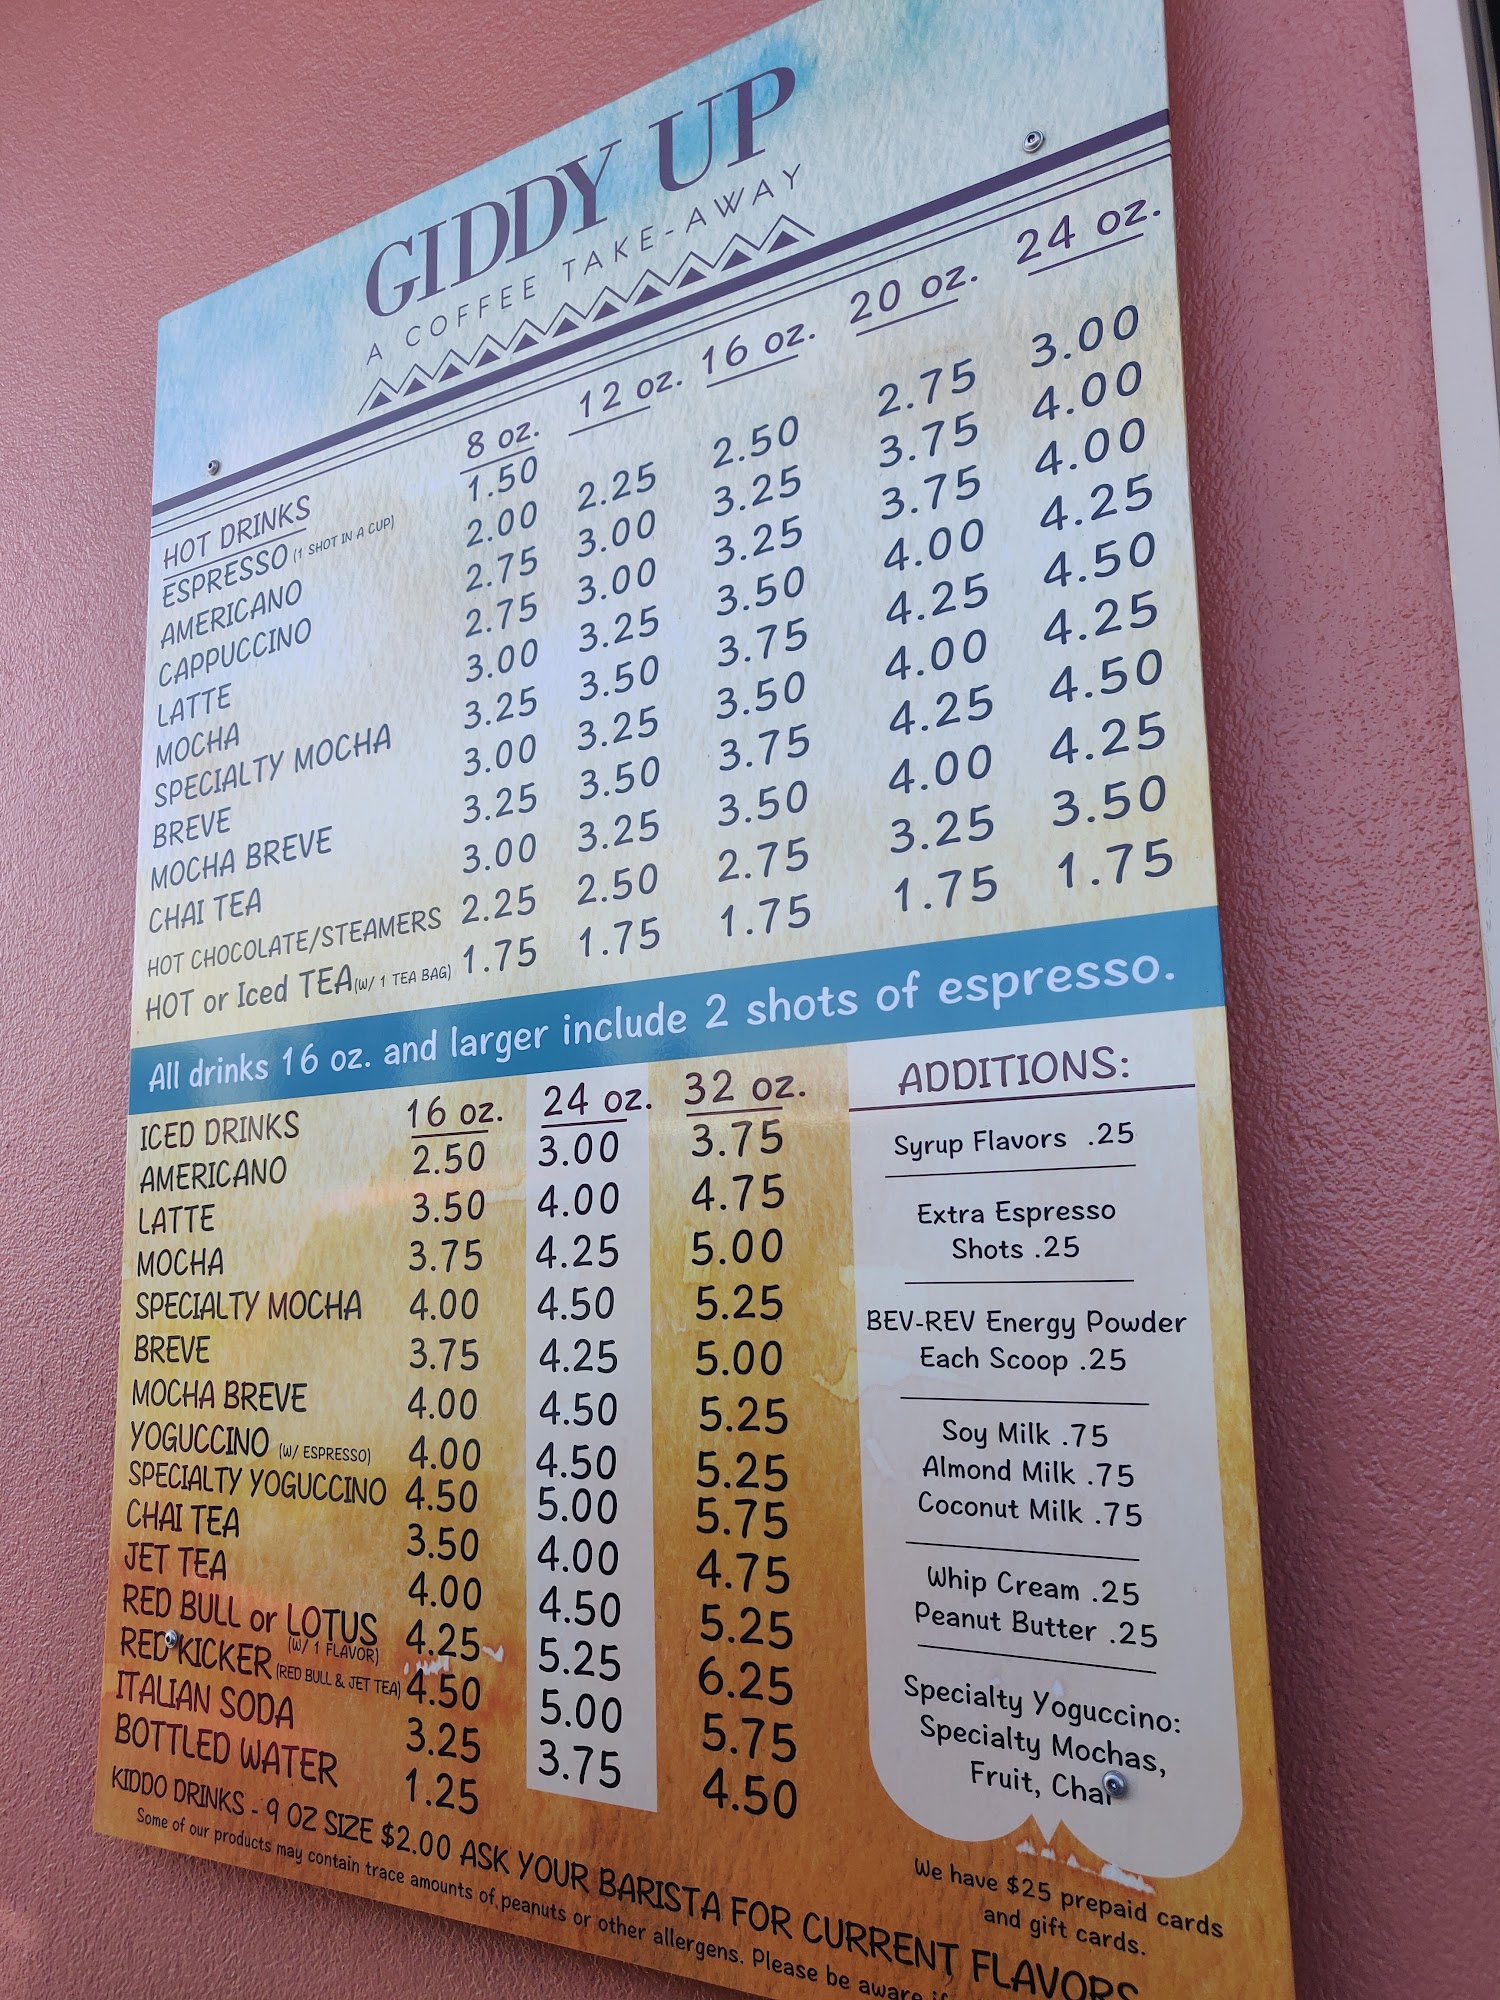 GIDDY UP
A COFFEE TAKE-AWAY
8 oz. 12 oz. 16 oz. 20 oz. 24 oz.
HOT DRINKS
ESPRESSO (1 SHOT IN A CUP) 1.50
AMERICANO 2.00 2.25 2.50 2.75 3.00
CAPPUCCINO 2.75 3.00 3.25 3.75 4.00
LATTE 2.75 3.00 3.25 3.75 4.00
MOCHA 3.00 3.25 3.50 4.00 4.25
SPECIALTY MOCHA 3.25 3.50 3.75 4.25 4.50
BREVE 3.00 3.25 3.50 4.00 4.25
MOCHA BREVE 3.25 3.50 3.75 4.25 4.50
CHAI TEA 3.00 3.25 3.50 4.00 4.25
HOT CHOCOLATE/STEAMERS 2.25 2.50 2.75 3.25 3.50
HOT or Iced TEA (w/ 1 TEA BAG) 1.75 1.75 1.75 1.75 1.75
All drinks 16 oz. and larger include 2 shots of espresso.
ICED DRINKS 16 oz. 24 oz. 32 oz.
AMERICANO 2.50 3.00 3.75
LATTE 3.50 4.00 4.75
MOCHA 3.75 4.25 5.00
SPECIALTY MOCHA 4.00 4.50 5.25
BREVE 3.75 4.25 5.00
MOCHA BREVE 4.00 4.50 5.25
YOGUCCINO (W/ ESPRESSO) 4.00 4.50 5.25
SPECIALTY YOGUCCINO 4.50 5.00 5.75
CHAI TEA 3.50 4.00 4.75
JET TEA 4.00 4.50 5.25
RED BULL or LOTUS (W/ 1 FLAVOR) 4.25 5.25 6.25
RED KICKER (RED BULL & JET TEA) 4.50 5.00 5.75
ITALIAN SODA 3.25 3.75 4.50
BOTTLED WATER 1.25
KIDDO DRINKS - 9 OZ SIZE $2.00 ASK YOUR BARISTA FOR CURRENT FLAVORS
Some of our products may contain trace amounts of peanuts or other allergens. Please be aware if
ADDITIONS:
Syrup Flavors .25
Extra Espresso
Shots .25
BEV-REV Energy Powder
Each Scoop .25
Soy Milk .75
Almond Milk .75
Coconut Milk .75
Whip Cream .25
Peanut Butter .25
Specialty Yoguccino:
Specialty Mochas,
Fruit, Chai
We have $25 prepaid cards
and gift cards.